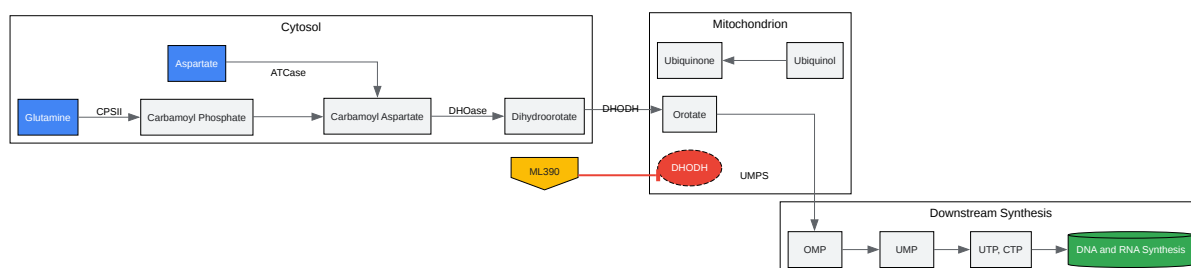 Cytosol
Aspartate
ATCase
Glutamine
CPSII
Carbamoyl Phosphate
Carbamoyl Aspartate
DHOase
Dihydroorotate
DHODH
Mitochondrion
Ubiquinone
Ubiquinol
Orotate
DHODH
UMPS
ML390
Downstream Synthesis
OMP
UMP
UTP, CTP
DNA and RNA Synthesis